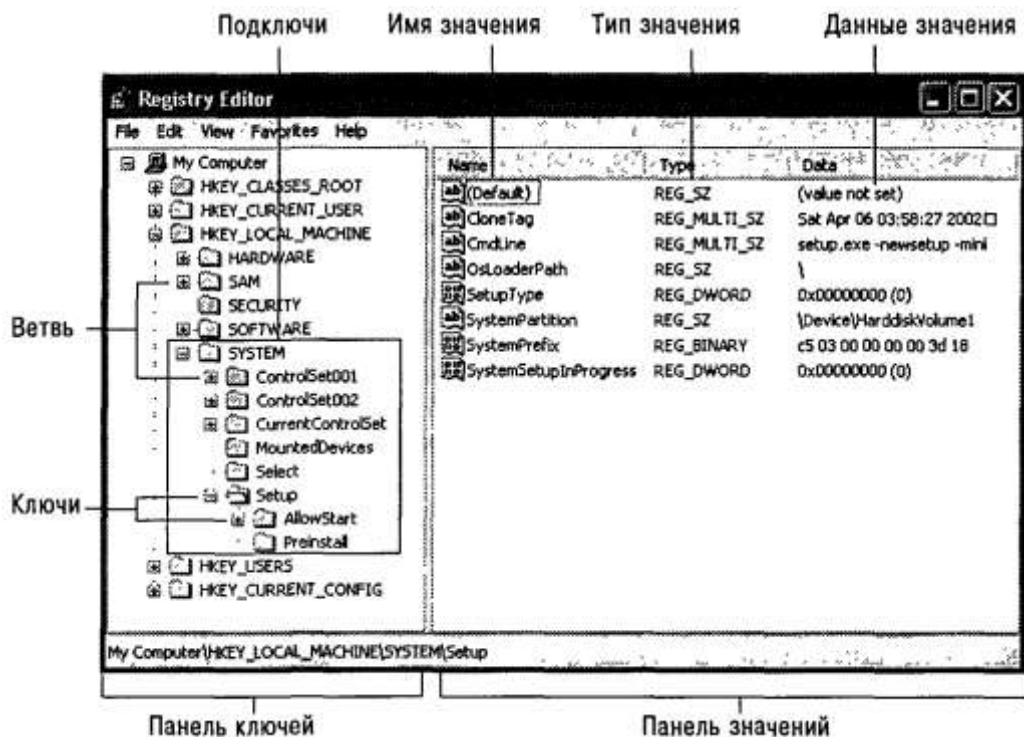 Подключи Имя значения Тип значения Данные значения
Registry Editor
File Edit View Favorites Help
My Computer
HKEY_CLASSES_ROOT
HKEY_CURRENT_USER
HKEY_LOCAL_MACHINE
HARDWARE
SAM
SECURITY
SOFTWARE
SYSTEM
ControlSet001
ControlSet002
CurrentControlSet
MountedDevices
Select
Setup
AllowStart
Preinstall
HKEY_USERS
HKEY_CURRENT_CONFIG
Name Type Data
(Default) REG_SZ (value not set)
CloneTag REG_MULTI_SZ Sat Apr 06 03:58:27 2002
CmdLine REG_MULTI_SZ setup.exe -newsetup -mini
OsLoaderPath REG_SZ \
SetupType REG_DWORD 0x00000000 (0)
SystemPartition REG_SZ \Device\HarddiskVolume1
SystemPrefix REG_BINARY c5 03 00 00 00 00 3d 18
SystemSetupInProgress REG_DWORD 0x00000000 (0)
Ветвь
Ключи
My Computer\HKEY_LOCAL_MACHINE\SYSTEM\Setup
Панель ключей Панель значений